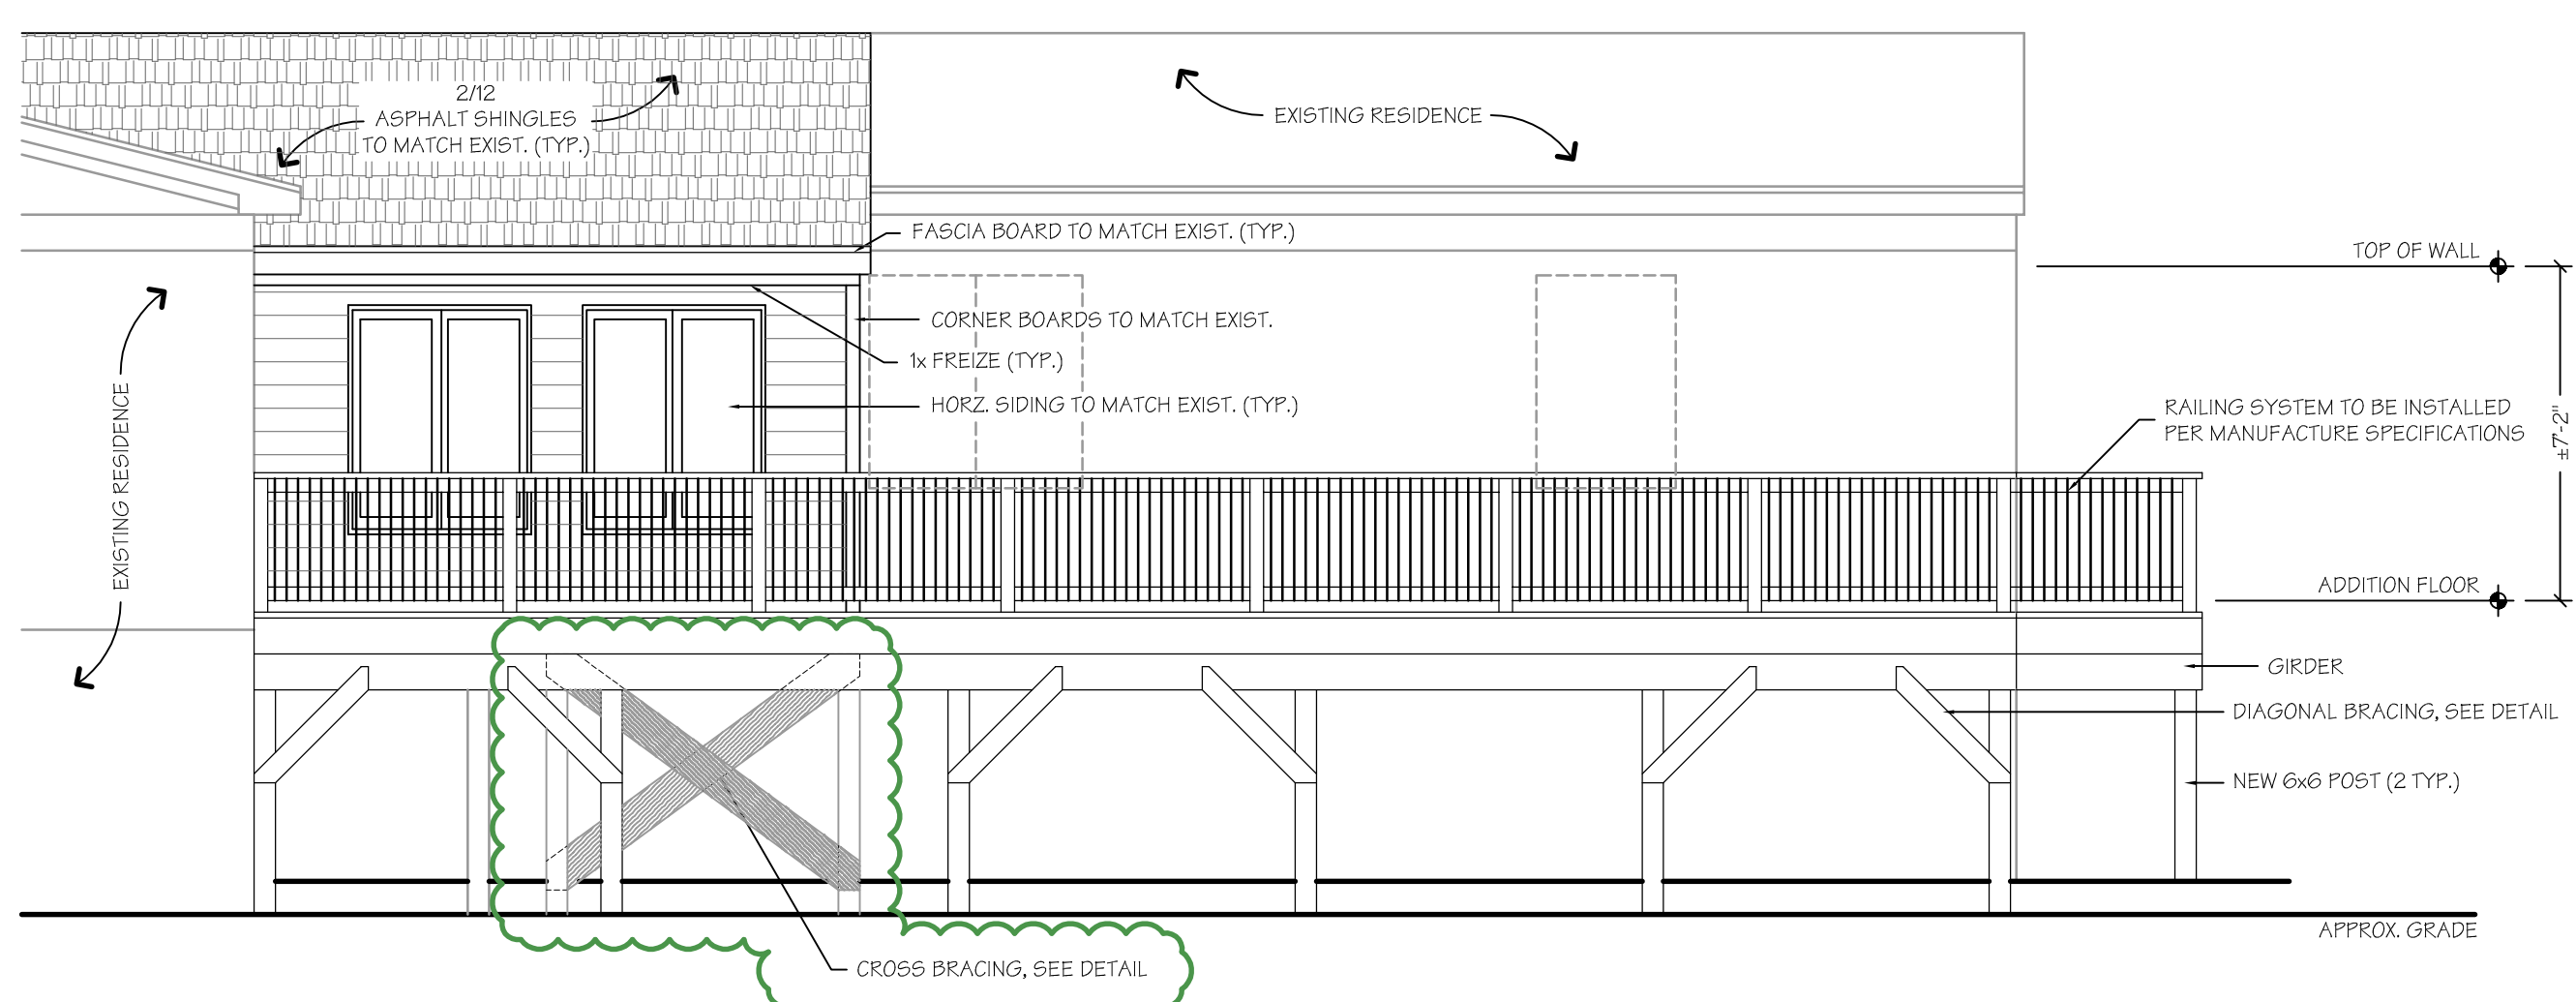 2/12
ASPHALT SHINGLES
TO MATCH EXIST. (TYP.)
EXISTING RESIDENCE
FASCIA BOARD TO MATCH EXIST. (TYP.)
TOP OF WALL
CORNER BOARDS TO MATCH EXIST.
1x FREIZE (TYP.)
HORZ. SIDING TO MATCH EXIST. (TYP.)
EXISTING RESIDENCE
RAILING SYSTEM TO BE INSTALLED
PER MANUFACTURE SPECIFICATIONS
±7'-2"
ADDITION FLOOR
GIRDER
DIAGONAL BRACING, SEE DETAIL
NEW 6x6 POST (2 TYP.)
APPROX. GRADE
CROSS BRACING, SEE DETAIL